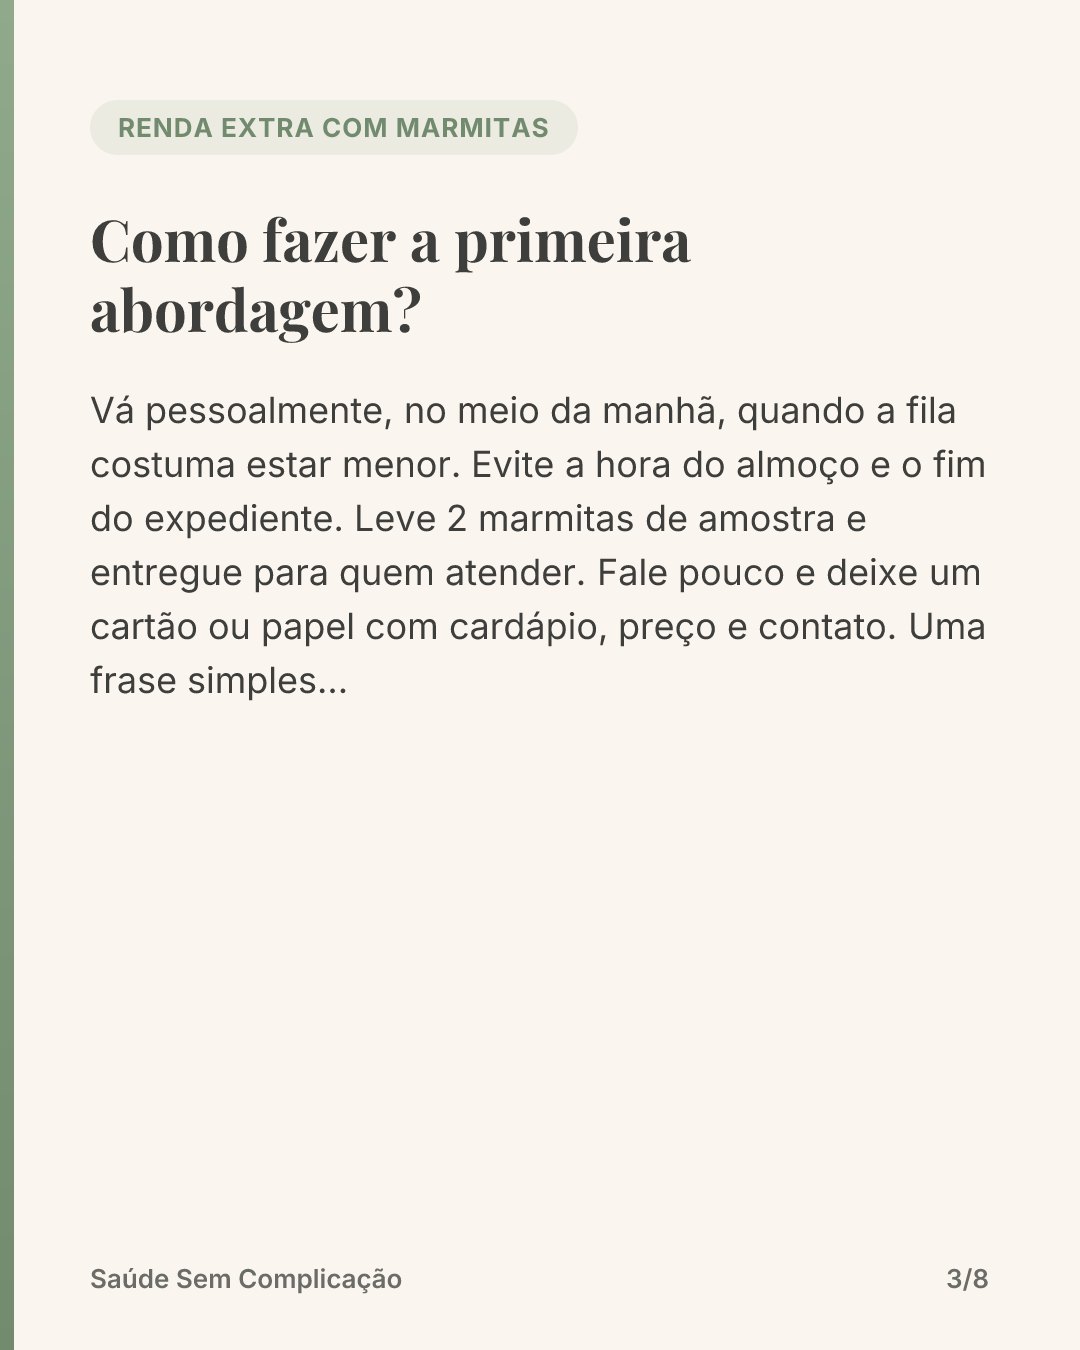 RENDA EXTRA COM MARMITAS
Como fazer a primeira
abordagem?
Vá pessoalmente, no meio da manhã, quando a fila
costuma estar menor. Evite a hora do almoço e o fim
do expediente. Leve 2 marmitas de amostra e
entregue para quem atender. Fale pouco e deixe um
cartão ou papel com cardápio, preço e contato. Uma
frase simples...
Saúde Sem Complicação
3/8